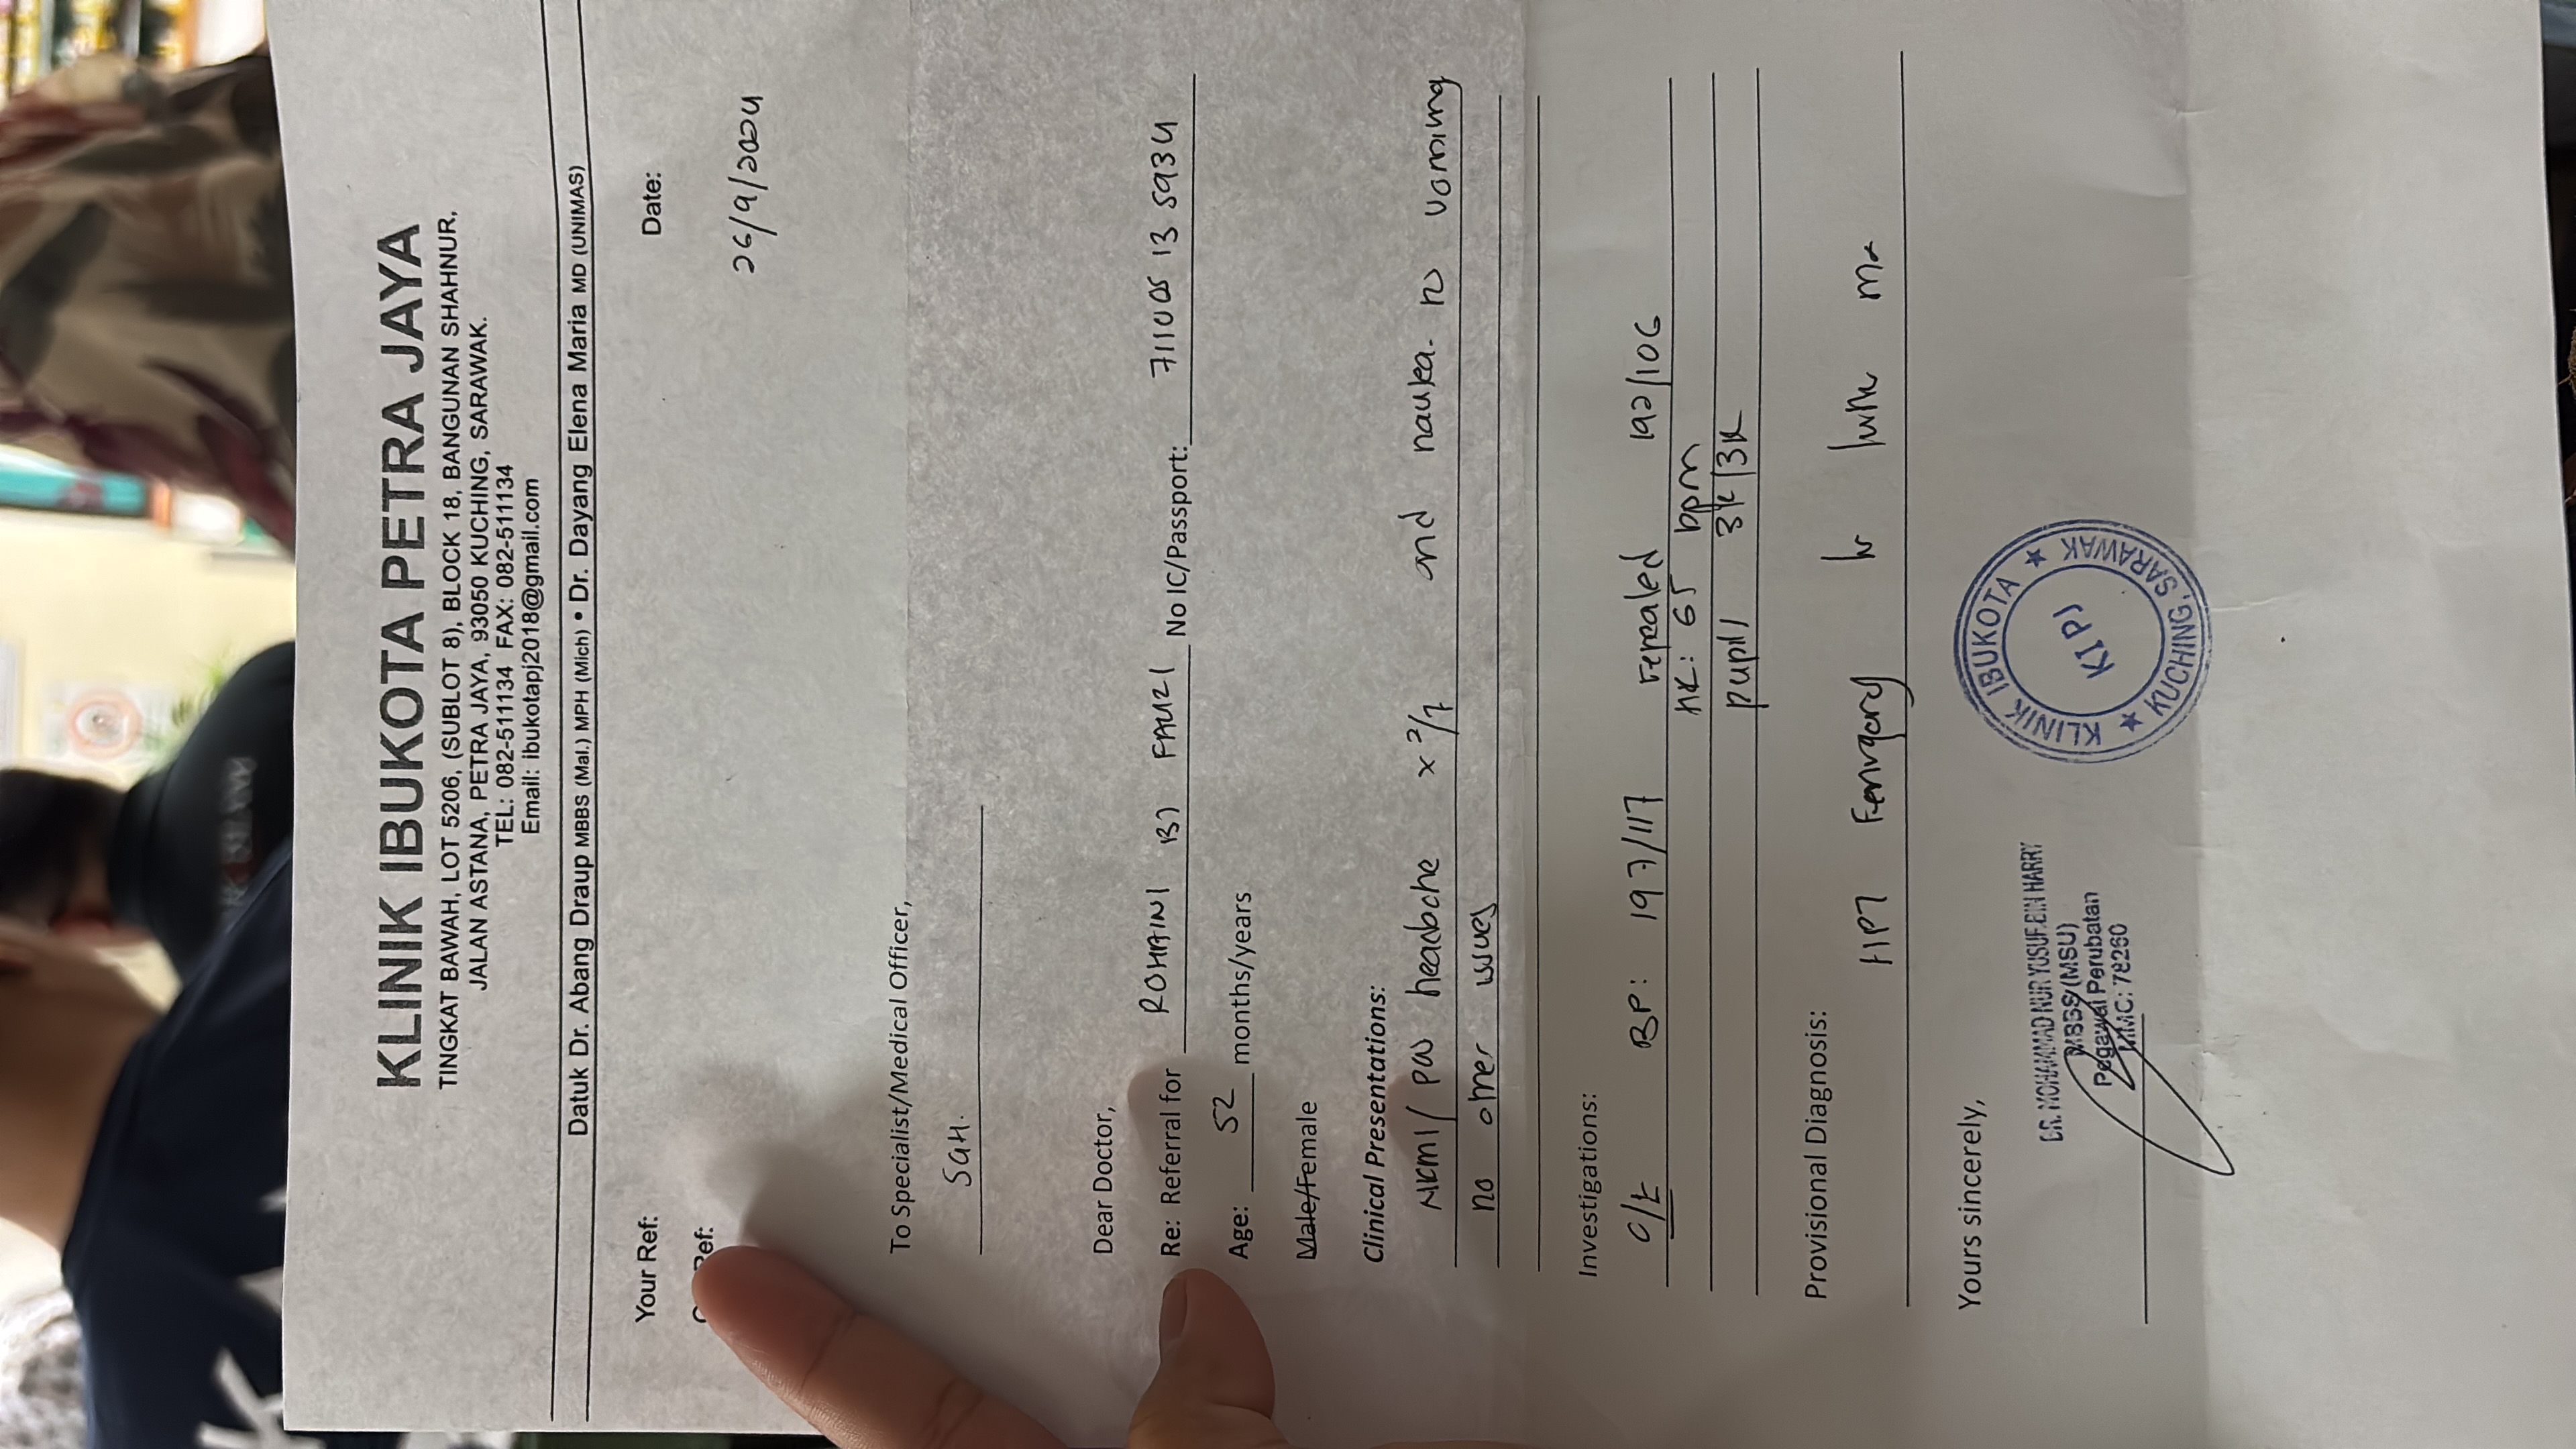 KLINIK IBUKOTA PETRA JAYA
TINGKAT BAWAH, LOT 5206, (SUBLOT 8), BLOCK 18, BANGUNAN SHAHNUR,
JALAN ASTANA, PETRA JAYA, 93050 KUCHING, SARAWAK.
TEL: 082-511134 FAX: 082-511134
Email: ibukotapj2018@gmail.com
Datuk Dr. Abang Draup MBBS (Mal.) MPH (Mich) • Dr. Dayang Elena Maria MD (UNIMAS)
Your Ref: Date:
Ref:
26/9/2024
To Specialist/Medical Officer,
SGH.
Dear Doctor,
Re: Referral for ROHAINI BT FAUZI No IC/Passport: 711005 13 5934
Age: 52 months/years
Male/Female
Clinical Presentations:
NKMI/ PW headache x 2/7 and nausea. no vomiting
no other issues
Investigations:
O/E BP: 197/117 repeated 192/106
HR: 65 bpm
pupil 3R/3R
Provisional Diagnosis:
HPT Emergency
Yours sincerely,
DR. MOHAMMAD NUR YUSUF BIN HARRY
MBBS (MSU)
Pegawai Perubatan
MMC: 78260
KLINIK IBUKOTA
KIPJ
KUCHING, SARAWAK